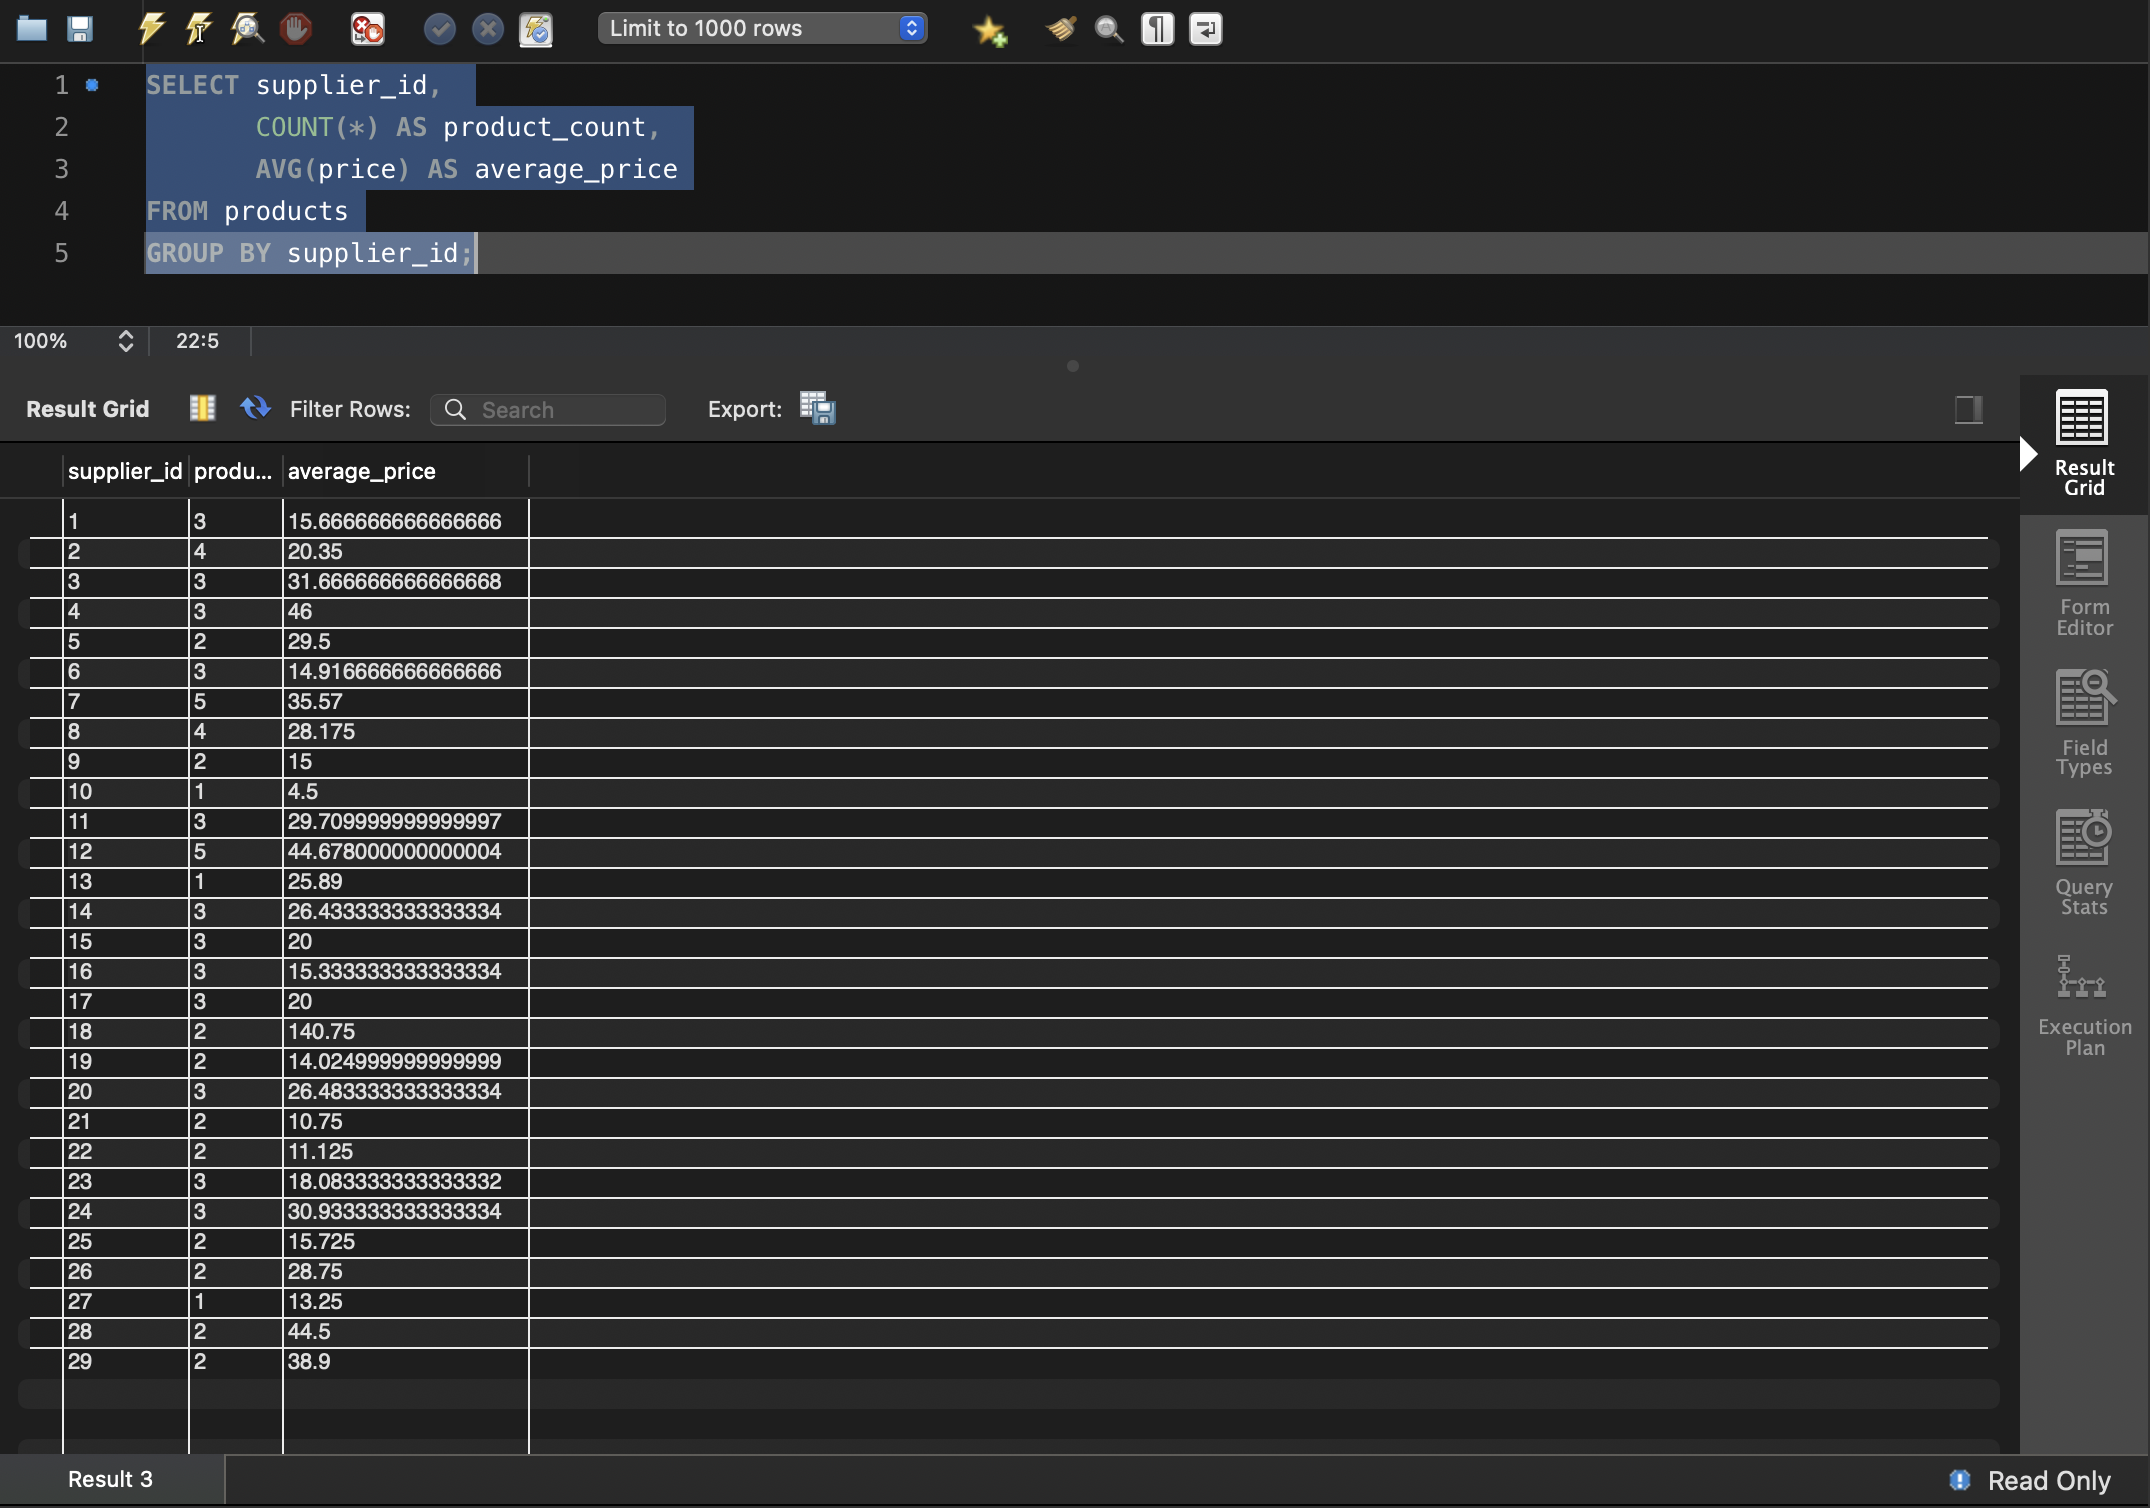 Limit to 1000 rows
1 SELECT supplier_id,
2 COUNT(*) AS product_count,
3 AVG(price) AS average_price
4 FROM products
5 GROUP BY supplier_id;
100% 22:5
Result Grid Filter Rows: Search Export:
supplier_id produ... average_price
1 3 15.666666666666666
2 4 20.35
3 3 31.666666666666668
4 3 46
5 2 29.5
6 3 14.916666666666666
7 5 35.57
8 4 28.175
9 2 15
10 1 4.5
11 3 29.709999999999997
12 5 44.678000000000004
13 1 25.89
14 3 26.433333333333334
15 3 20
16 3 15.333333333333334
17 3 20
18 2 140.75
19 2 14.024999999999999
20 3 26.483333333333334
21 2 10.75
22 2 11.125
23 3 18.083333333333332
24 3 30.933333333333334
25 2 15.725
26 2 28.75
27 1 13.25
28 2 44.5
29 2 38.9
Result
Grid
Form
Editor
Field
Types
Query
Stats
Execution
Plan
Result 3
Read Only